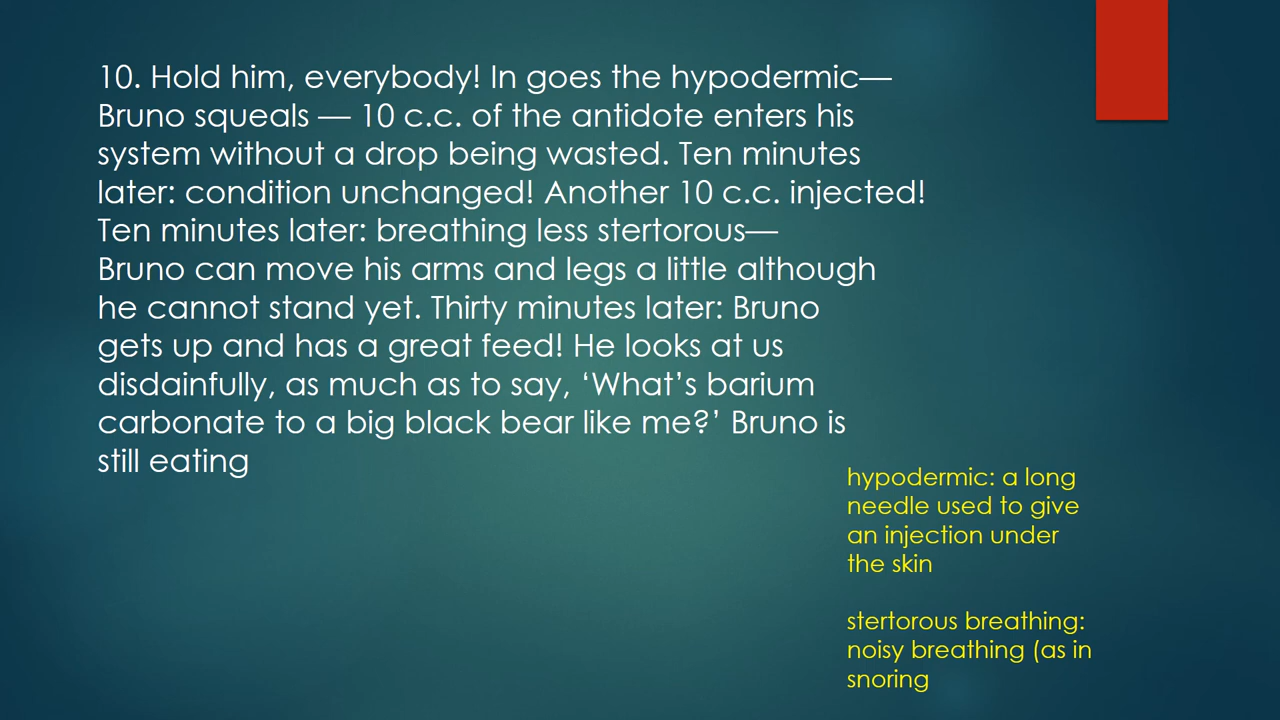 10. Hold him, everybody! In goes the hypodermic—
Bruno squeals — 10 c.c. of the antidote enters his
system without a drop being wasted. Ten minutes
later: condition unchanged! Another 10 c.c. injected!
Ten minutes later: breathing less stertorous—
Bruno can move his arms and legs a little although
he cannot stand yet. Thirty minutes later: Bruno
gets up and has a great feed! He looks at us
disdainfully, as much as to say, ‘What’s barium
carbonate to a big black bear like me?’ Bruno is
still eating
hypodermic: a long
needle used to give
an injection under
the skin
stertorous breathing:
noisy breathing (as in
snoring